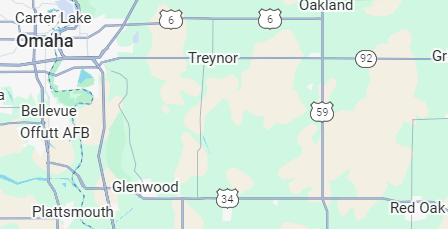 Carter Lake
6
6
Oakland
Omaha
Treynor
92
Gr
a
Bellevue
59
Offutt AFB
Glenwood
34
Plattsmouth
Red Oak